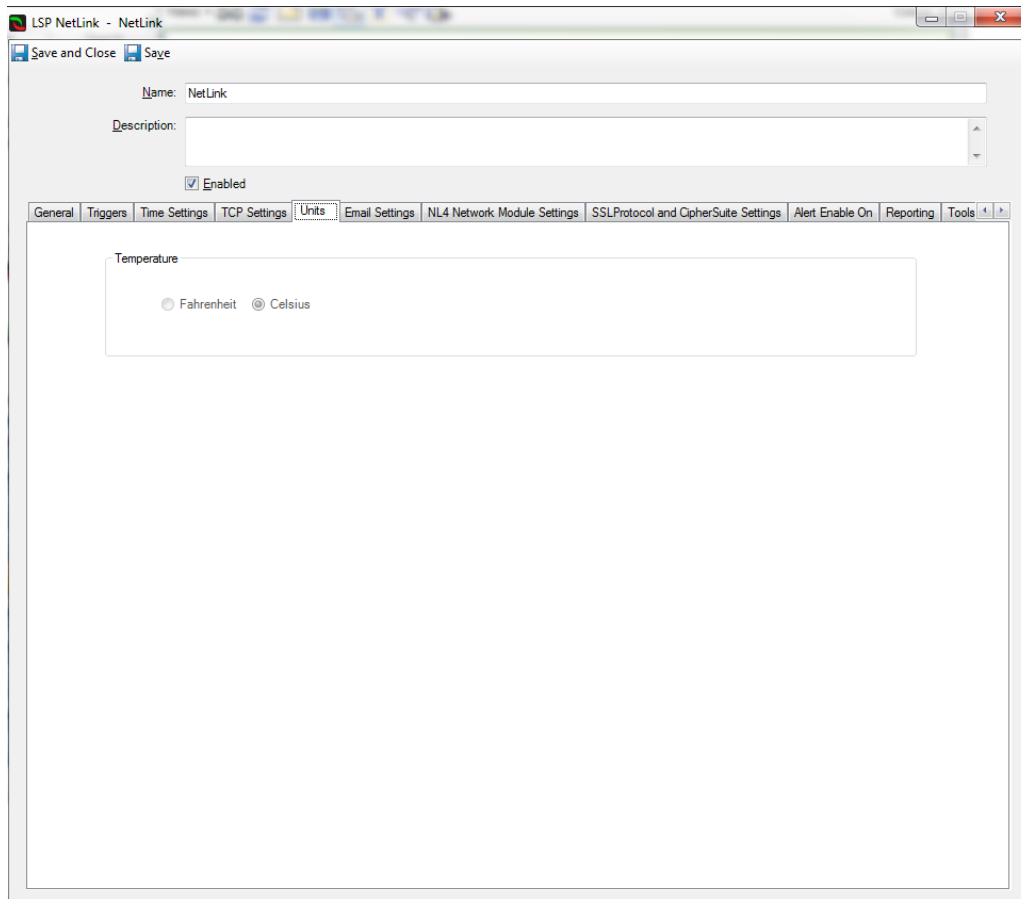 LSP NetLink - NetLink
Save and Close Save
Name: NetLink
Description:
Enabled
General Triggers Time Settings TCP Settings Units Email Settings NL4 Network Module Settings SSLProtocol and CipherSuite Settings Alert Enable On Reporting Tools
Temperature
Fahrenheit Celsius